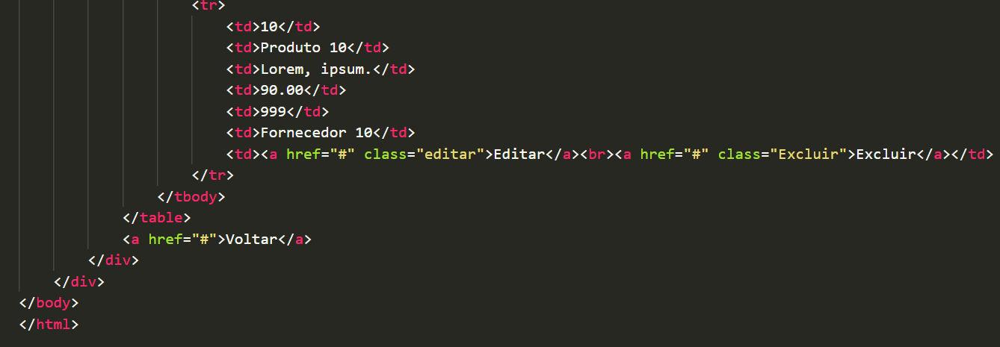 <tr>
<td>10</td>
<td>Produto 10</td>
<td>Lorem, ipsum.</td>
<td>90.00</td>
<td>999</td>
<td>Fornecedor 10</td>
<td><a href="#" class="editar">Editar</a><br><a href="#" class="Excluir">Excluir</a></td>
</tr>
</tbody>
</table>
<a href="#">Voltar</a>
</div>
</div>
</body>
</html>